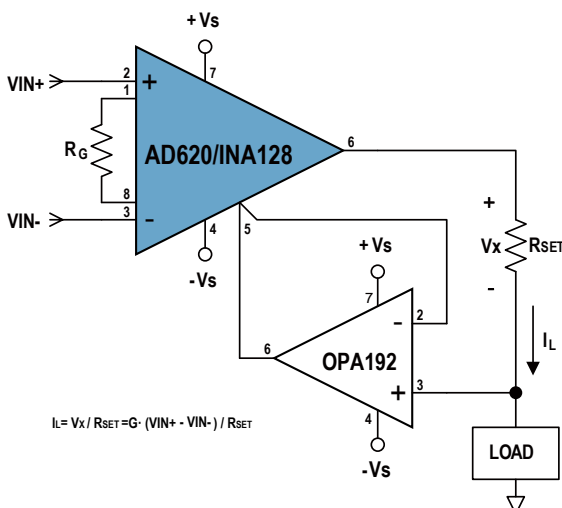 +Vs
7
VIN+
2
+
1
RG
AD620/INA128
6
8
VIN-
3
-
4
5
-Vs
+
Vx
RSET
-
+Vs
7
2
-
6
OPA192
IL
+
3
4
-Vs
IL= VX / RSET =G· (VIN+ - VIN- ) / RSET
LOAD